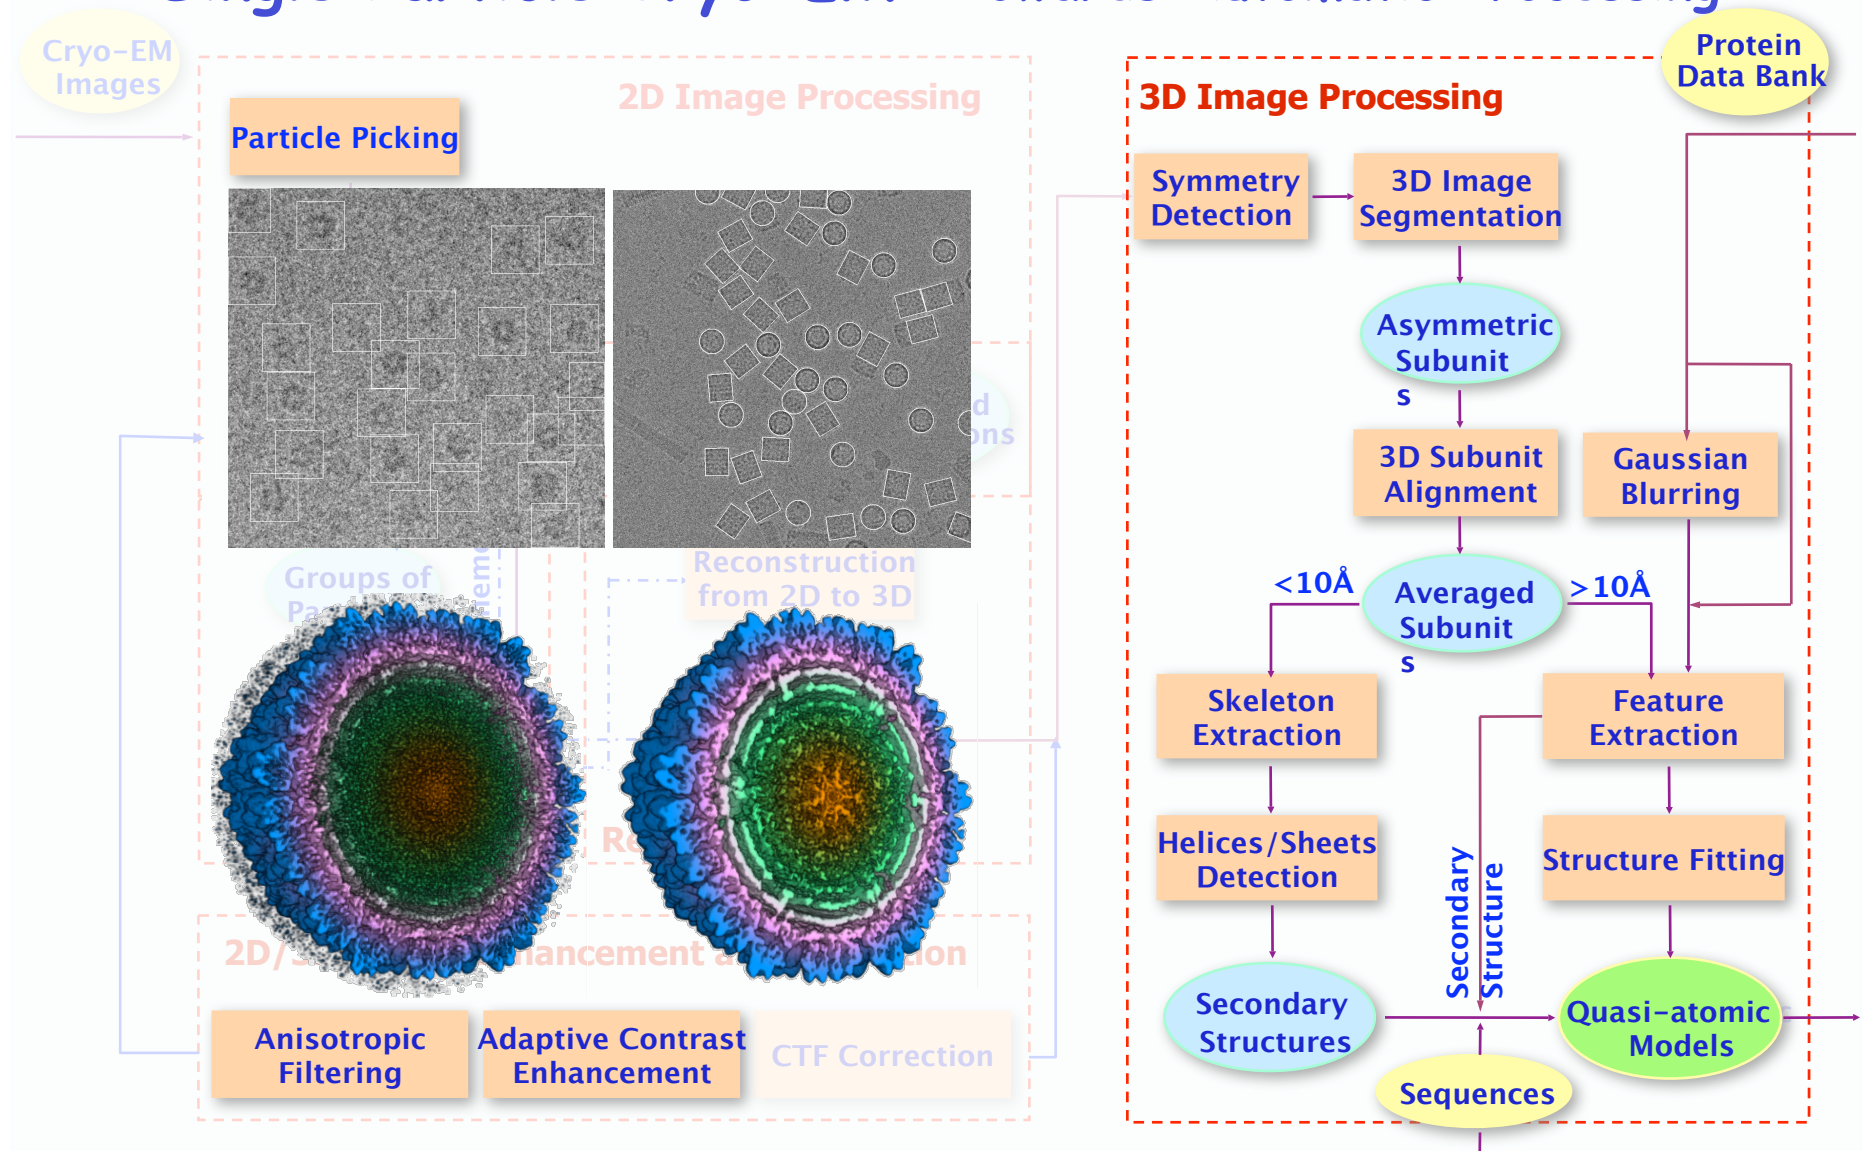 Cryo-EM
Images
2D Image Processing
Particle Picking
Groups of
Reconstruction
from 2D to 3D
Anisotropic
Filtering
Adaptive Contrast
Enhancement
CTF Correction
Protein
Data Bank
3D Image Processing
Symmetry
Detection
3D Image
Segmentation
Asymmetric
Subunit
s
3D Subunit
Alignment
Gaussian
Blurring
<10Å
Averaged
Subunit
s
>10Å
Skeleton
Extraction
Feature
Extraction
Helices/Sheets
Detection
Structure Fitting
Secondary
Structure
Secondary
Structures
Quasi-atomic
Models
Sequences